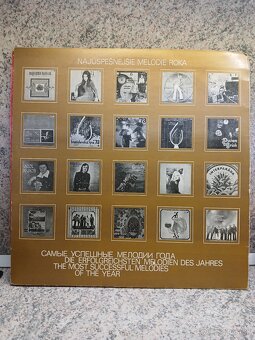 NAJÚSPEŠNEJŠIE MELÓDIE ROKA
САМЫЕ УСПЕШНЫЕ МЕЛОДИИ ГОДА
DIE ERFOLGREICHSTEN MELODIEN DES JAHRES
THE MOST SUCCESSFUL MELODIES
OF THE YEAR